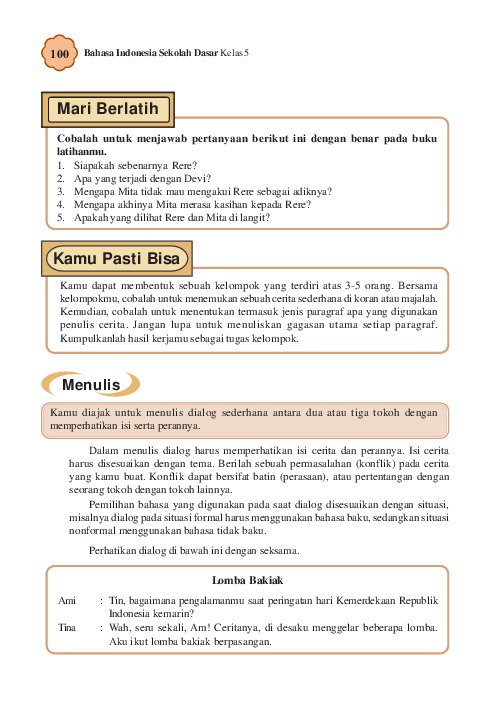 100 Bahasa Indonesia Sekolah Dasar Kelas 5
Mari Berlatih
Cobalah untuk menjawab pertanyaan berikut ini dengan benar pada buku
latihanmu.
1. Siapakah sebenarnya Rere?
2. Apa yang terjadi dengan Devi?
3. Mengapa Mita tidak mau mengakui Rere sebagai adiknya?
4. Mengapa akhinya Mita merasa kasihan kepada Rere?
5. Apakah yang dilihat Rere dan Mita di langit?
Kamu Pasti Bisa
Kamu dapat membentuk sebuah kelompok yang terdiri atas 3-5 orang. Bersama
kelompokmu, cobalah untuk menemukan sebuah cerita sederhana di koran atau majalah.
Kemudian, cobalah untuk menentukan termasuk jenis paragraf apa yang digunakan
penulis cerita. Jangan lupa untuk menuliskan gagasan utama setiap paragraf.
Kumpulkanlah hasil kerjamu sebagai tugas kelompok.
Menulis
Kamu diajak untuk menulis dialog sederhana antara dua atau tiga tokoh dengan
memperhatikan isi serta perannya.
Dalam menulis dialog harus memperhatikan isi cerita dan perannya. Isi cerita
harus disesuaikan dengan tema. Berilah sebuah permasalahan (konflik) pada cerita
yang kamu buat. Konflik dapat bersifat batin (perasaan), atau pertentangan dengan
seorang tokoh dengan tokoh lainnya.
Pemilihan bahasa yang digunakan pada saat dialog disesuaikan dengan situasi,
misalnya dialog pada situasi formal harus menggunakan bahasa baku, sedangkan situasi
nonformal menggunakan bahasa tidak baku.
Perhatikan dialog di bawah ini dengan seksama.
Lomba Bakiak
Ami : Tin, bagaimana pengalamanmu saat peringatan hari Kemerdekaan Republik
Indonesia kemarin?
Tina : Wah, seru sekali, Am! Ceritanya, di desaku menggelar beberapa lomba.
Aku ikut lomba bakiak berpasangan.